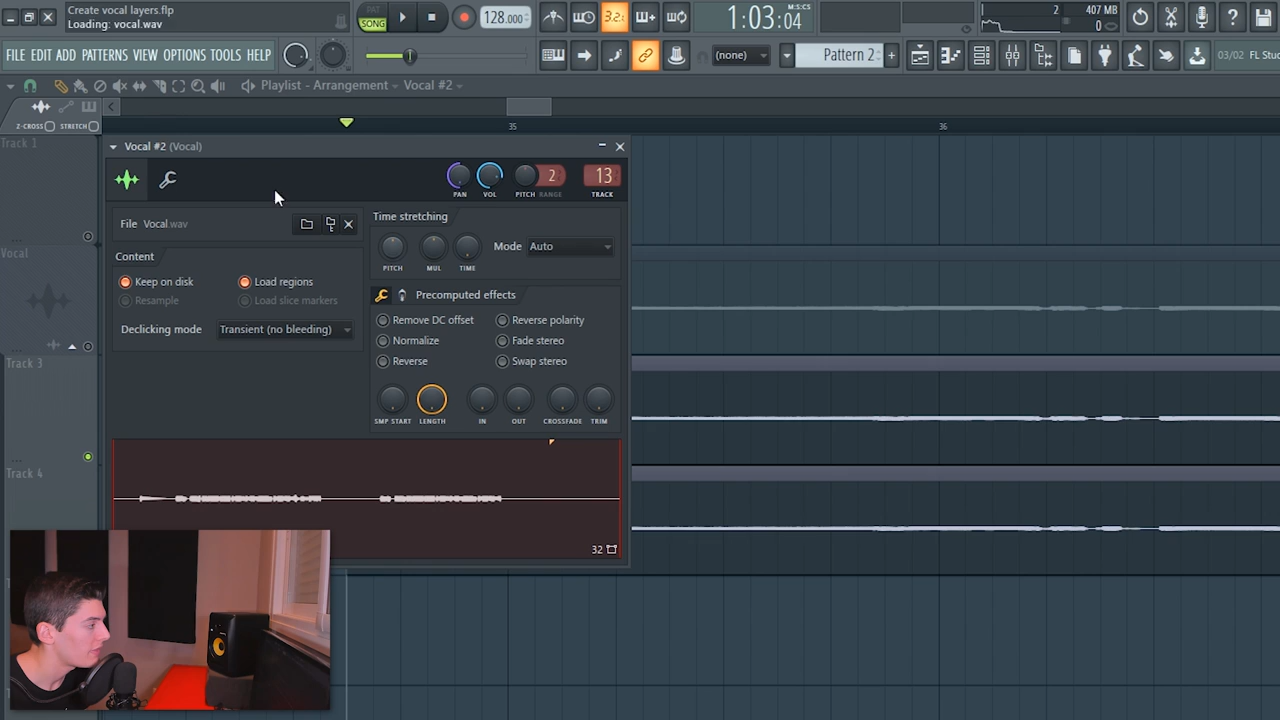 Create vocal layers.flp
Loading: vocal.wav
PAT
SONG
128.000
3.2:
1:03:04
M:S:CS
2
407 MB
0
FILE EDIT ADD PATTERNS VIEW OPTIONS TOOLS HELP
(none)
Pattern 2
+
03/02 FL Stu
Playlist - Arrangement
Vocal #2
Z-CROSS
STRETCH
35
36
Track 1
Vocal
Track 3
Track 4
Vocal #2 (Vocal)
PAN
VOL
PITCH
2
RANGE
13
TRACK
File Vocal.wav
Content
Keep on disk
Load regions
Resample
Load slice markers
Declicking mode
Transient (no bleeding)
Time stretching
PITCH
MUL
TIME
Mode
Auto
Precomputed effects
Remove DC offset
Reverse polarity
Normalize
Fade stereo
Reverse
Swap stereo
SMP START
LENGTH
IN
OUT
CROSSFADE
TRIM
32